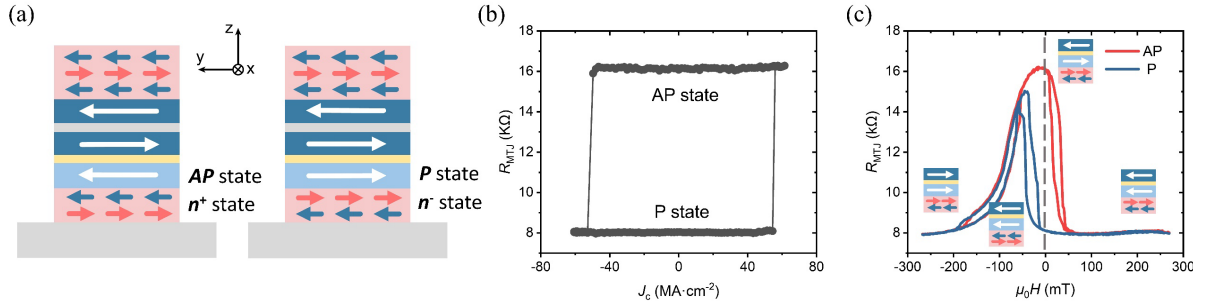 (a)
z
y
x
AP state
n⁺ state
P state
n⁻ state
(b)
18
16
14
12
10
8
R_MTJ (KΩ)
AP state
P state
-80 -40 0 40 80
J_c (MA·cm⁻²)
(c)
18
16
14
12
10
8
R_MTJ (kΩ)
AP
P
-300 -200 -100 0 100 200 300
μ₀H (mT)